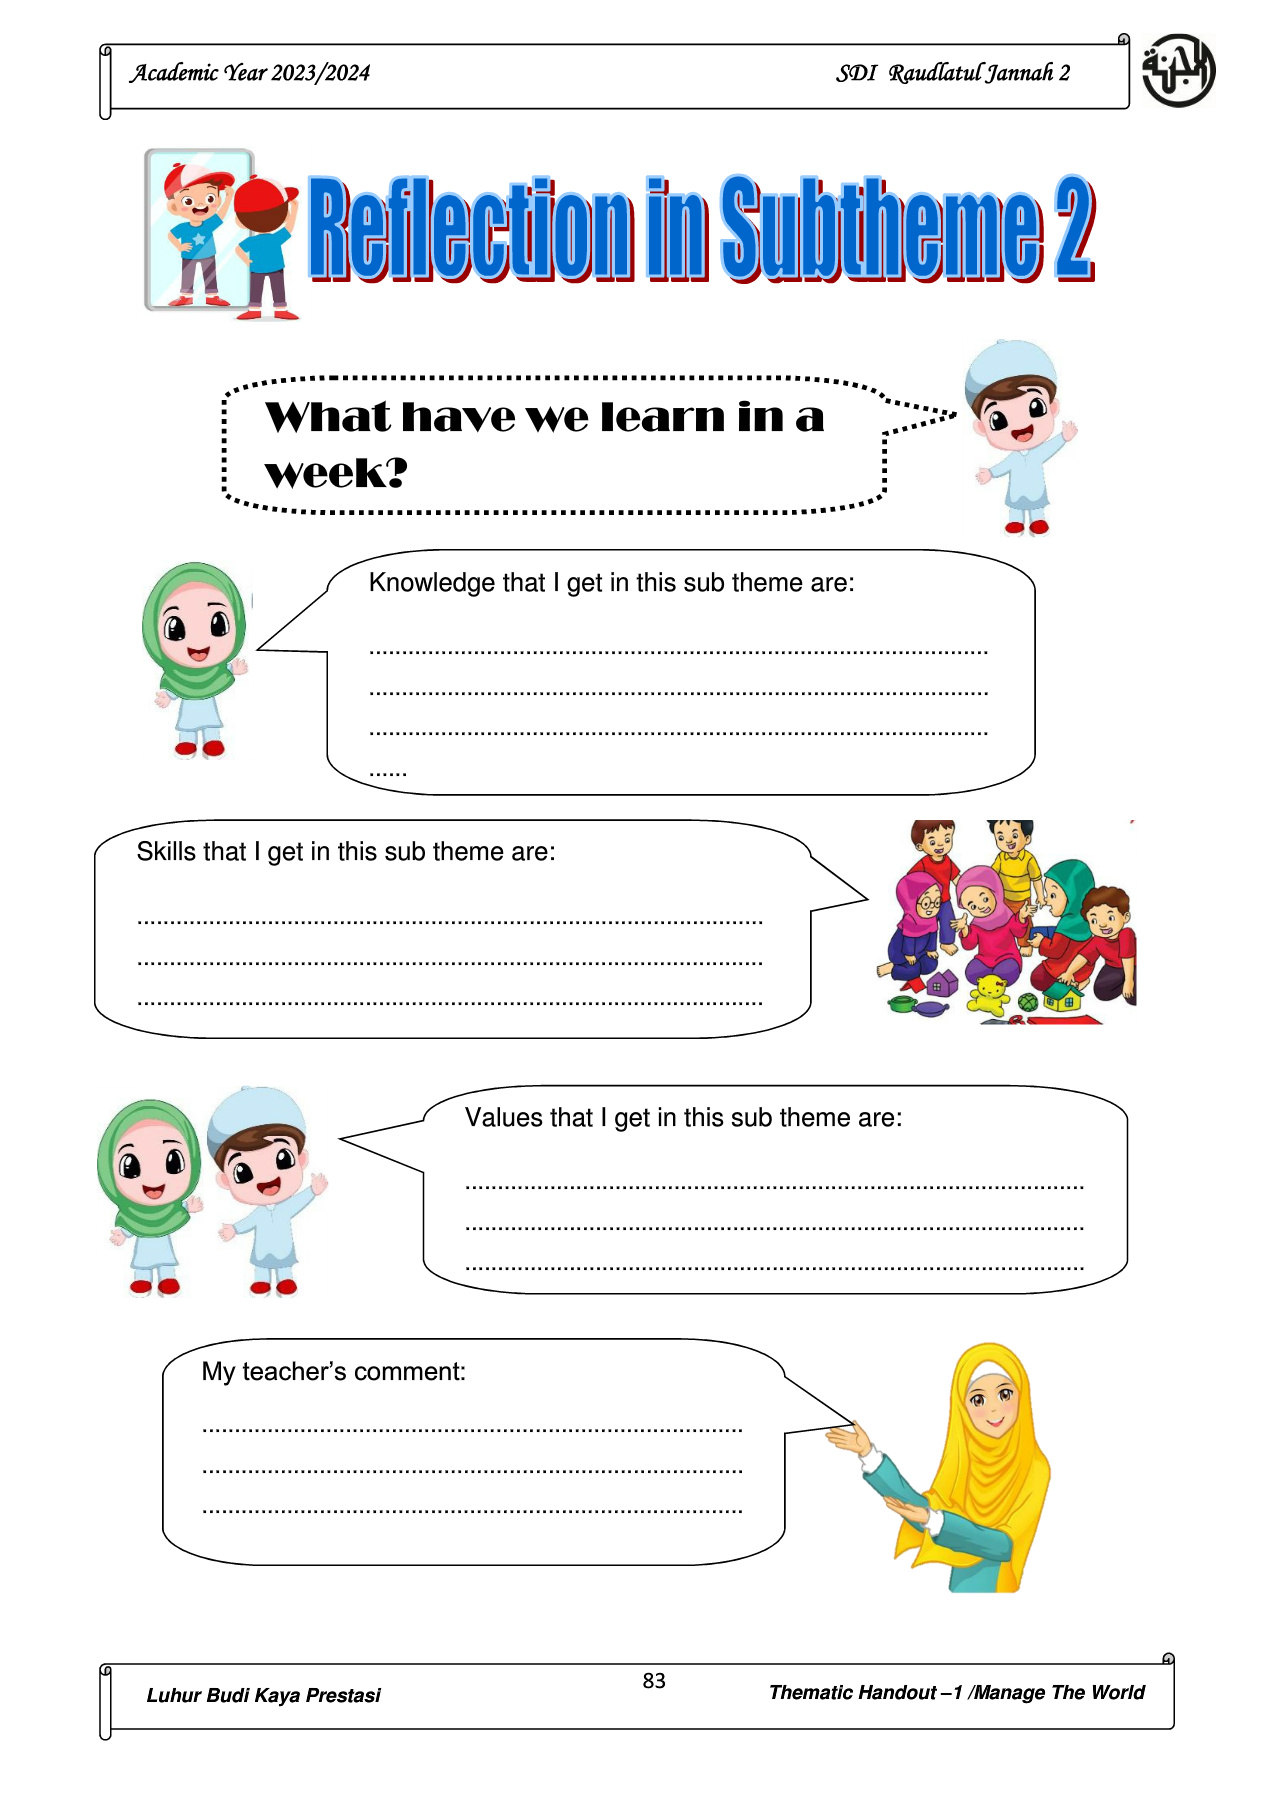 Academic Year 2023/2024 SDI Raudlatul Jannah 2
Reflection in Subtheme 2
What have we learn in a
week?
Knowledge that I get in this sub theme are:
................................................................................................
................................................................................................
................................................................................................
......
Skills that I get in this sub theme are:
................................................................................................
................................................................................................
................................................................................................
Values that I get in this sub theme are:
................................................................................................
................................................................................................
................................................................................................
My teacher’s comment:
....................................................................................
....................................................................................
....................................................................................
83
Luhur Budi Kaya Prestasi Thematic Handout –1 /Manage The World